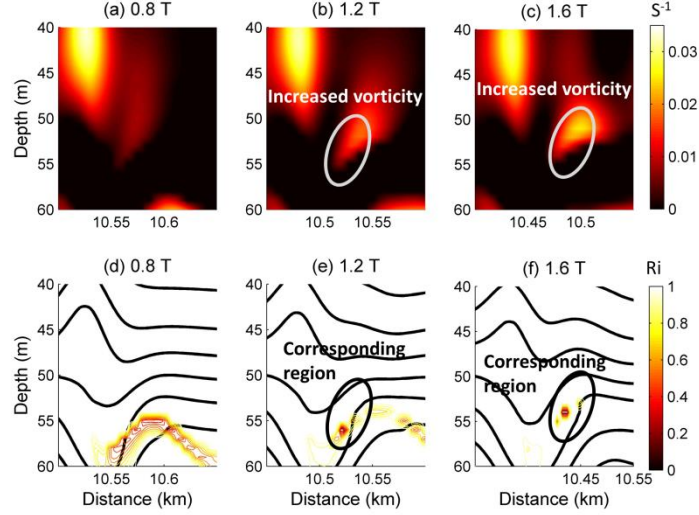 (a) 0.8 T
(b) 1.2 T
(c) 1.6 T
S⁻¹
Depth (m)
40
45
50
55
60
10.55
10.6
40
45
50
55
60
Increased vorticity
10.5
10.55
40
45
50
55
60
Increased vorticity
10.45
10.5
0.03
0.02
0.01
0
(d) 0.8 T
(e) 1.2 T
(f) 1.6 T
Ri
Depth (m)
40
45
50
55
60
10.55
10.6
Distance (km)
40
45
50
55
60
Corresponding
region
10.5
10.55
Distance (km)
40
45
50
55
60
Corresponding
region
10.45
10.55
Distance (km)
1
0.8
0.6
0.4
0.2
0